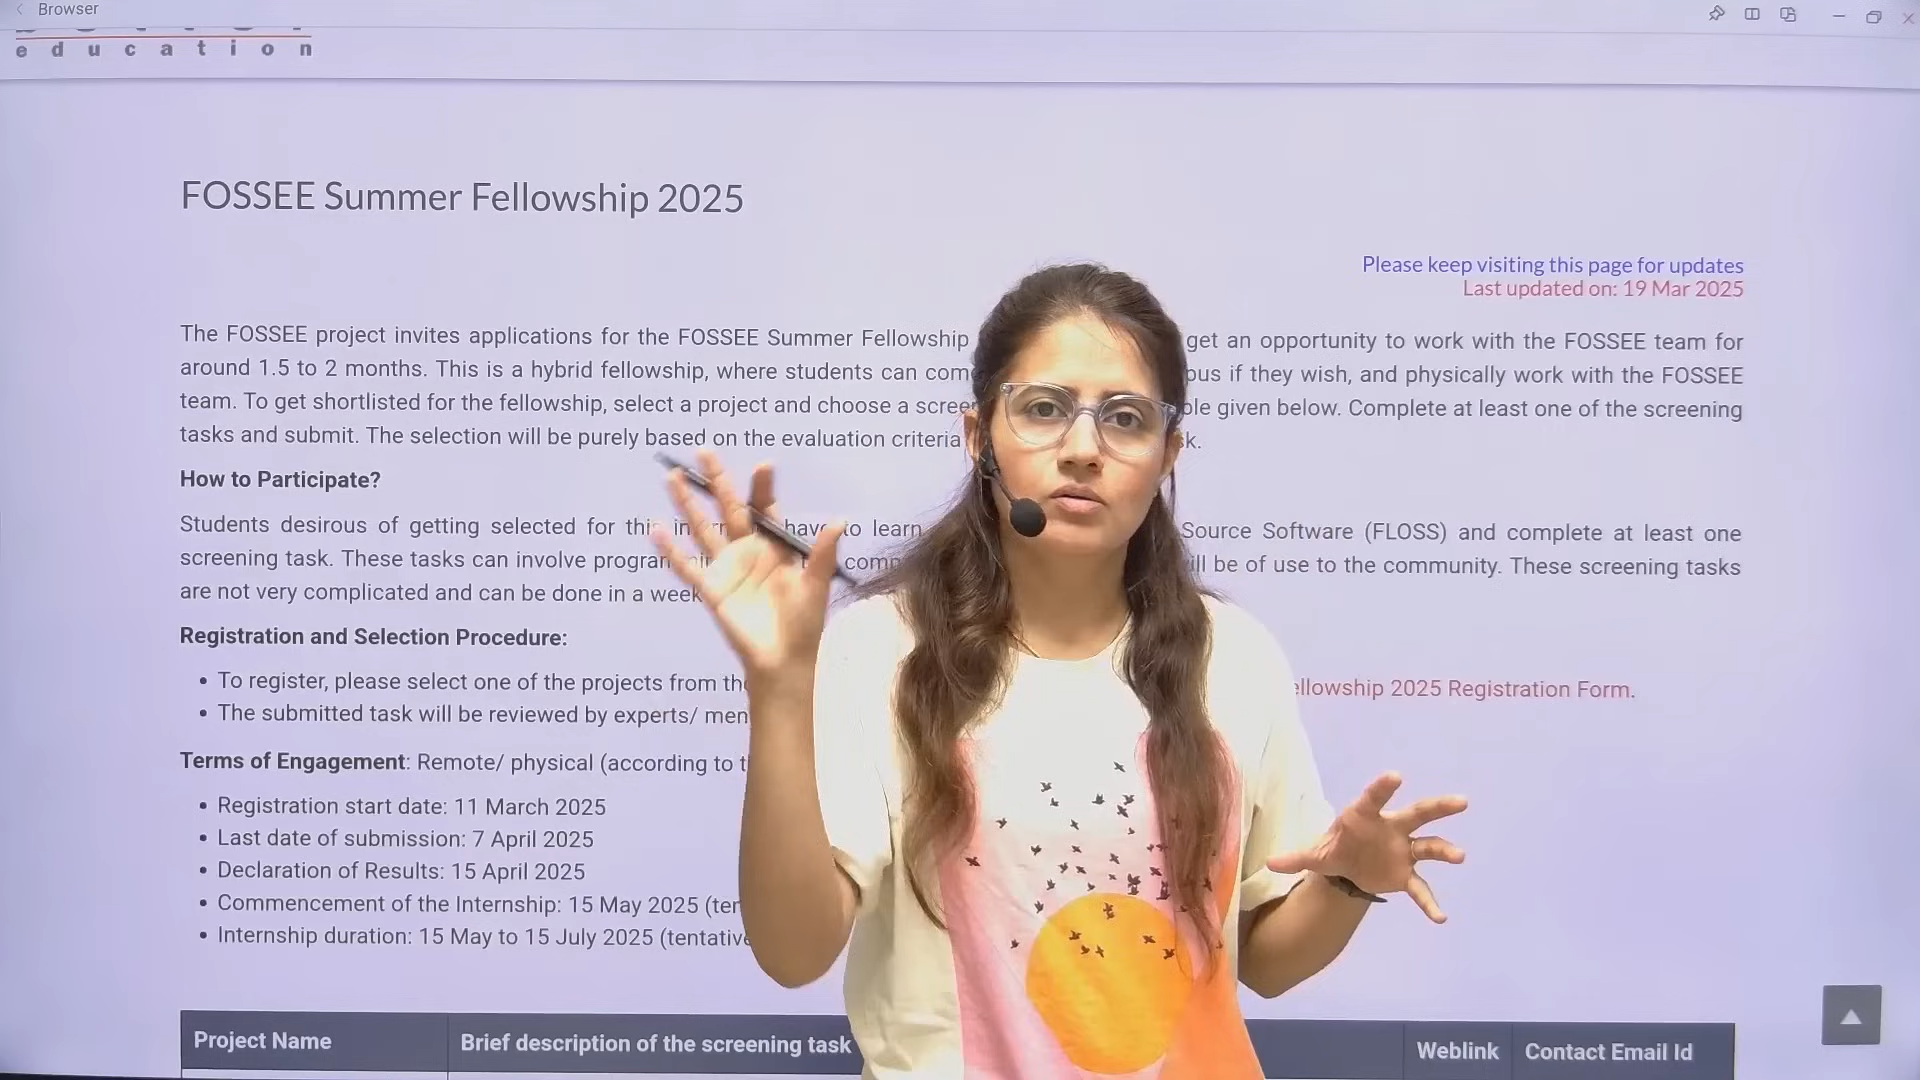 Browser
education
FOSSEE Summer Fellowship 2025
Please keep visiting this page for updates
Last updated on: 19 Mar 2025
The FOSSEE project invites applications for the FOSSEE Summer Fellowship get an opportunity to work with the FOSSEE team for
around 1.5 to 2 months. This is a hybrid fellowship, where students can com pus if they wish, and physically work with the FOSSEE
team. To get shortlisted for the fellowship, select a project and choose a scree ble given below. Complete at least one of the screening
tasks and submit. The selection will be purely based on the evaluation criteria sk.
How to Participate?
Students desirous of getting selected for this have to learn Source Software (FLOSS) and complete at least one
screening task. These tasks can involve program comp ill be of use to the community. These screening tasks
are not very complicated and can be done in a week
Registration and Selection Procedure:
• To register, please select one of the projects from the ellowship 2025 Registration Form.
• The submitted task will be reviewed by experts/ men
Terms of Engagement: Remote/ physical (according to t
• Registration start date: 11 March 2025
• Last date of submission: 7 April 2025
• Declaration of Results: 15 April 2025
• Commencement of the Internship: 15 May 2025 (ter
• Internship duration: 15 May to 15 July 2025 (tentative
Project Name Brief description of the screening task Weblink Contact Email Id